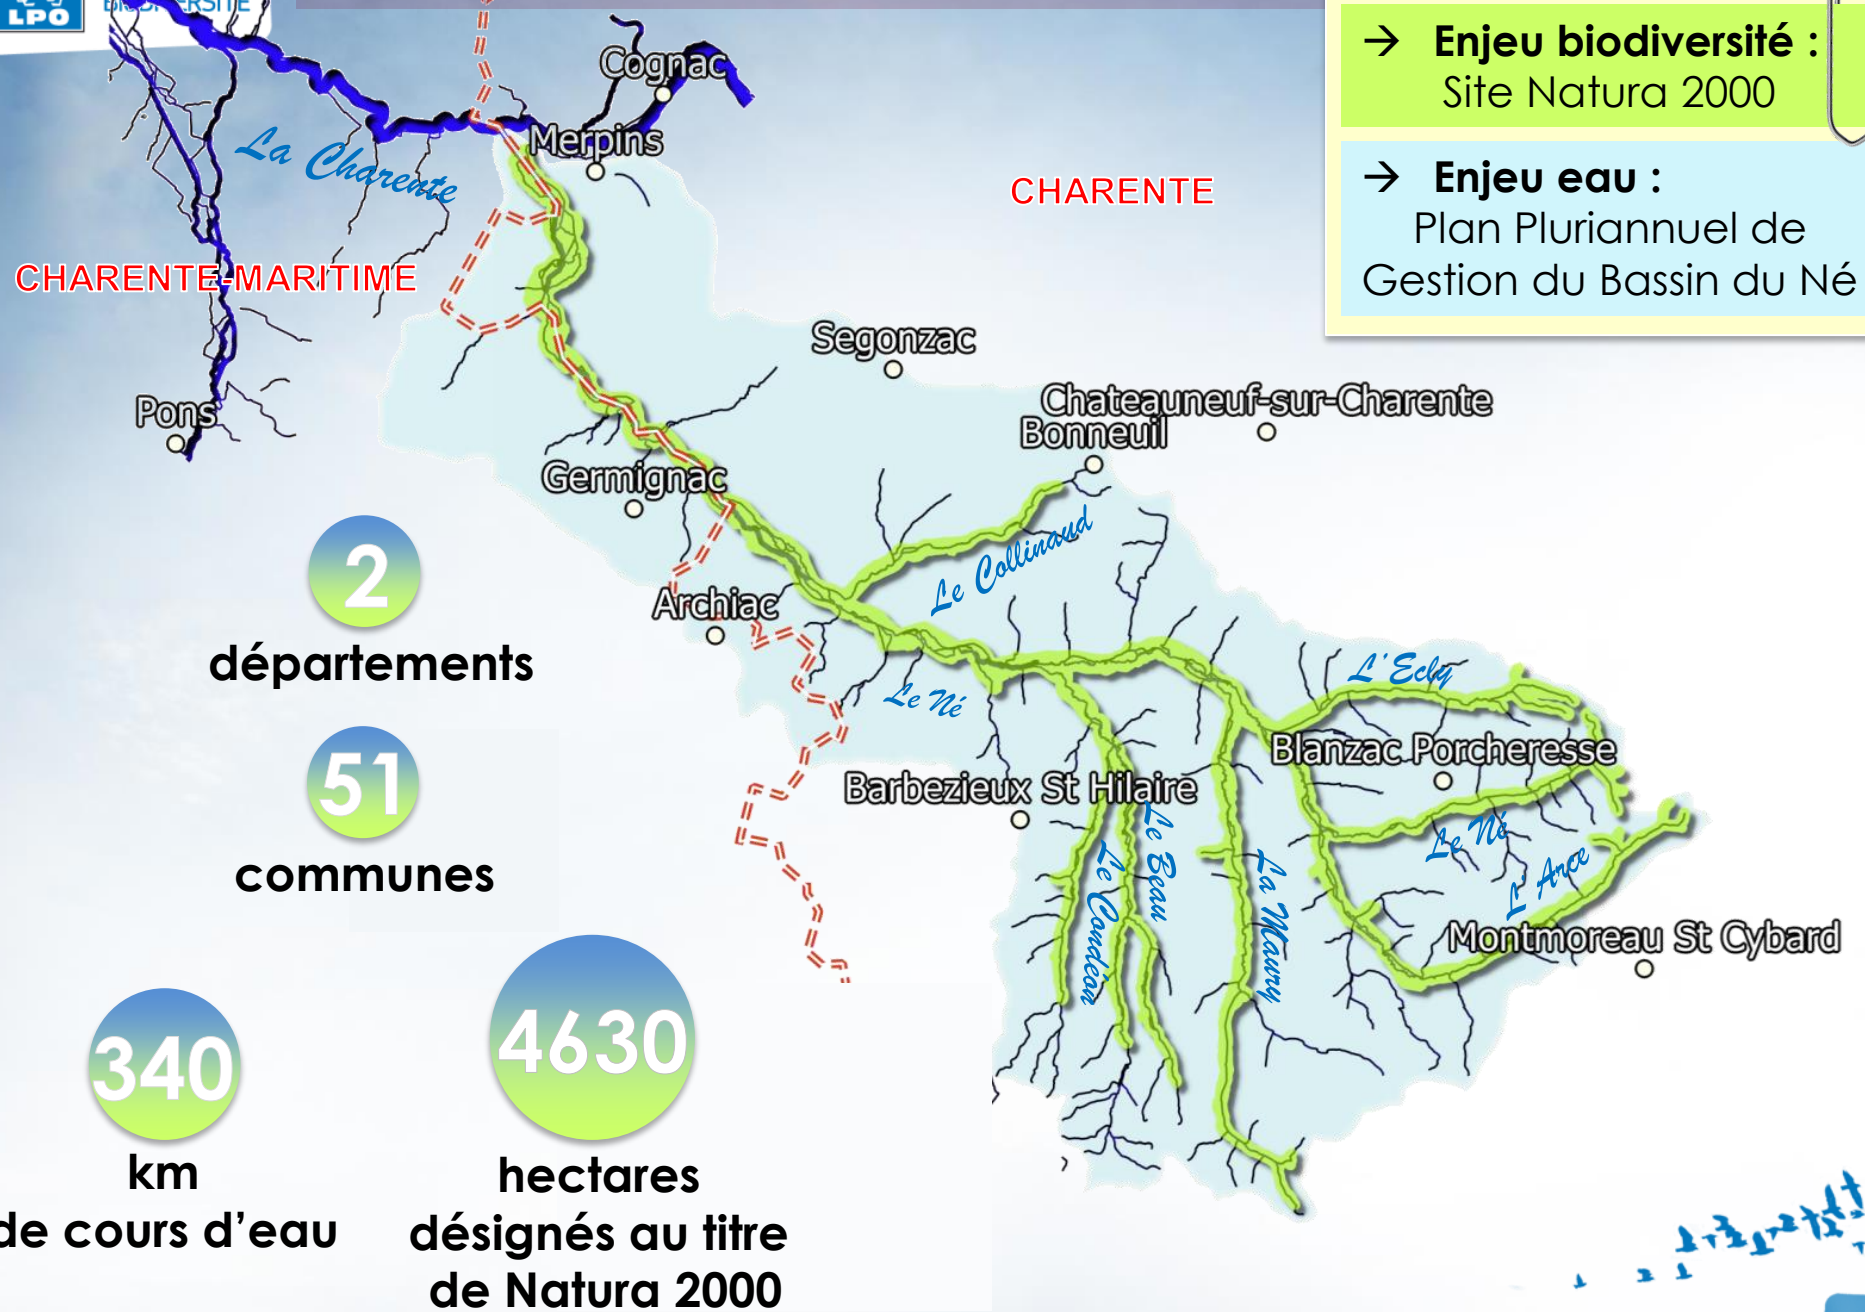 LPO
BIODIVERSITÉ
→ Enjeu biodiversité :
Site Natura 2000
→ Enjeu eau :
Plan Pluriannuel de
Gestion du Bassin du Né
Cognac
Merpins
La Charente
CHARENTE
CHARENTE-MARITIME
Segonzac
Chateauneuf-sur-Charente
Bonneuil
Pons
Germignac
Le Collinaud
Archiac
L'Ecly
Le Né
Blanzac Porcheresse
Barbezieux St Hilaire
Le Beau
Le Condéon
La Maury
Le Né
L'Arce
Montmoreau St Cybard
2
départements
51
communes
340
km
de cours d'eau
4630
hectares
désignés au titre
de Natura 2000